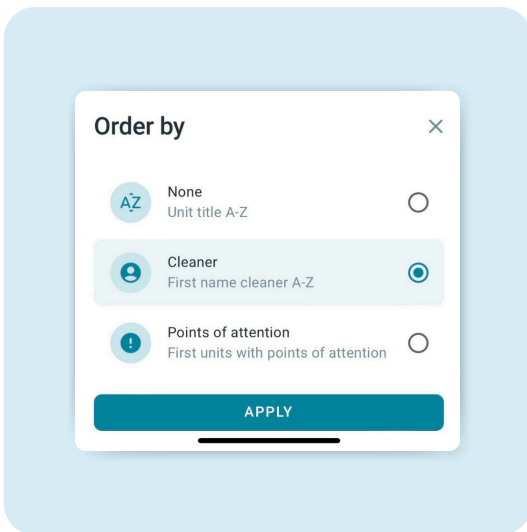 Order by
AZ
None
Unit title A-Z
Cleaner
First name cleaner A-Z
!
Points of attention
First units with points of attention
APPLY